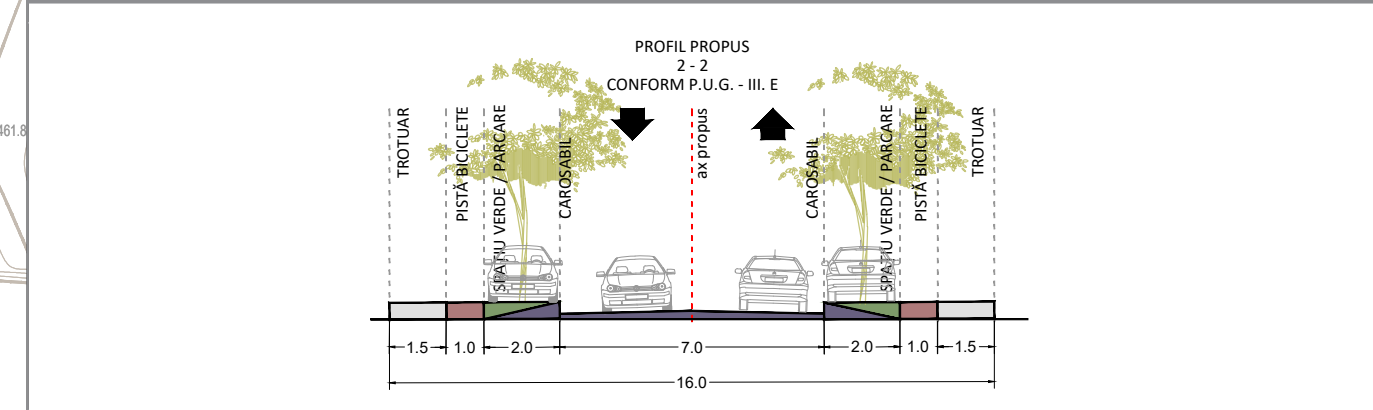 PROFIL PROPUS
2 - 2
CONFORM P.U.G. - III. E
461.8
TROTUAR
PISTĂ BICICLETE
SPAȚIU VERDE / PARCARE
CAROSABIL
ax propus
CAROSABIL
SPAȚIU VERDE / PARCARE
PISTĂ BICICLETE
TROTUAR
1.5 1.0 2.0 7.0 2.0 1.0 1.5
16.0